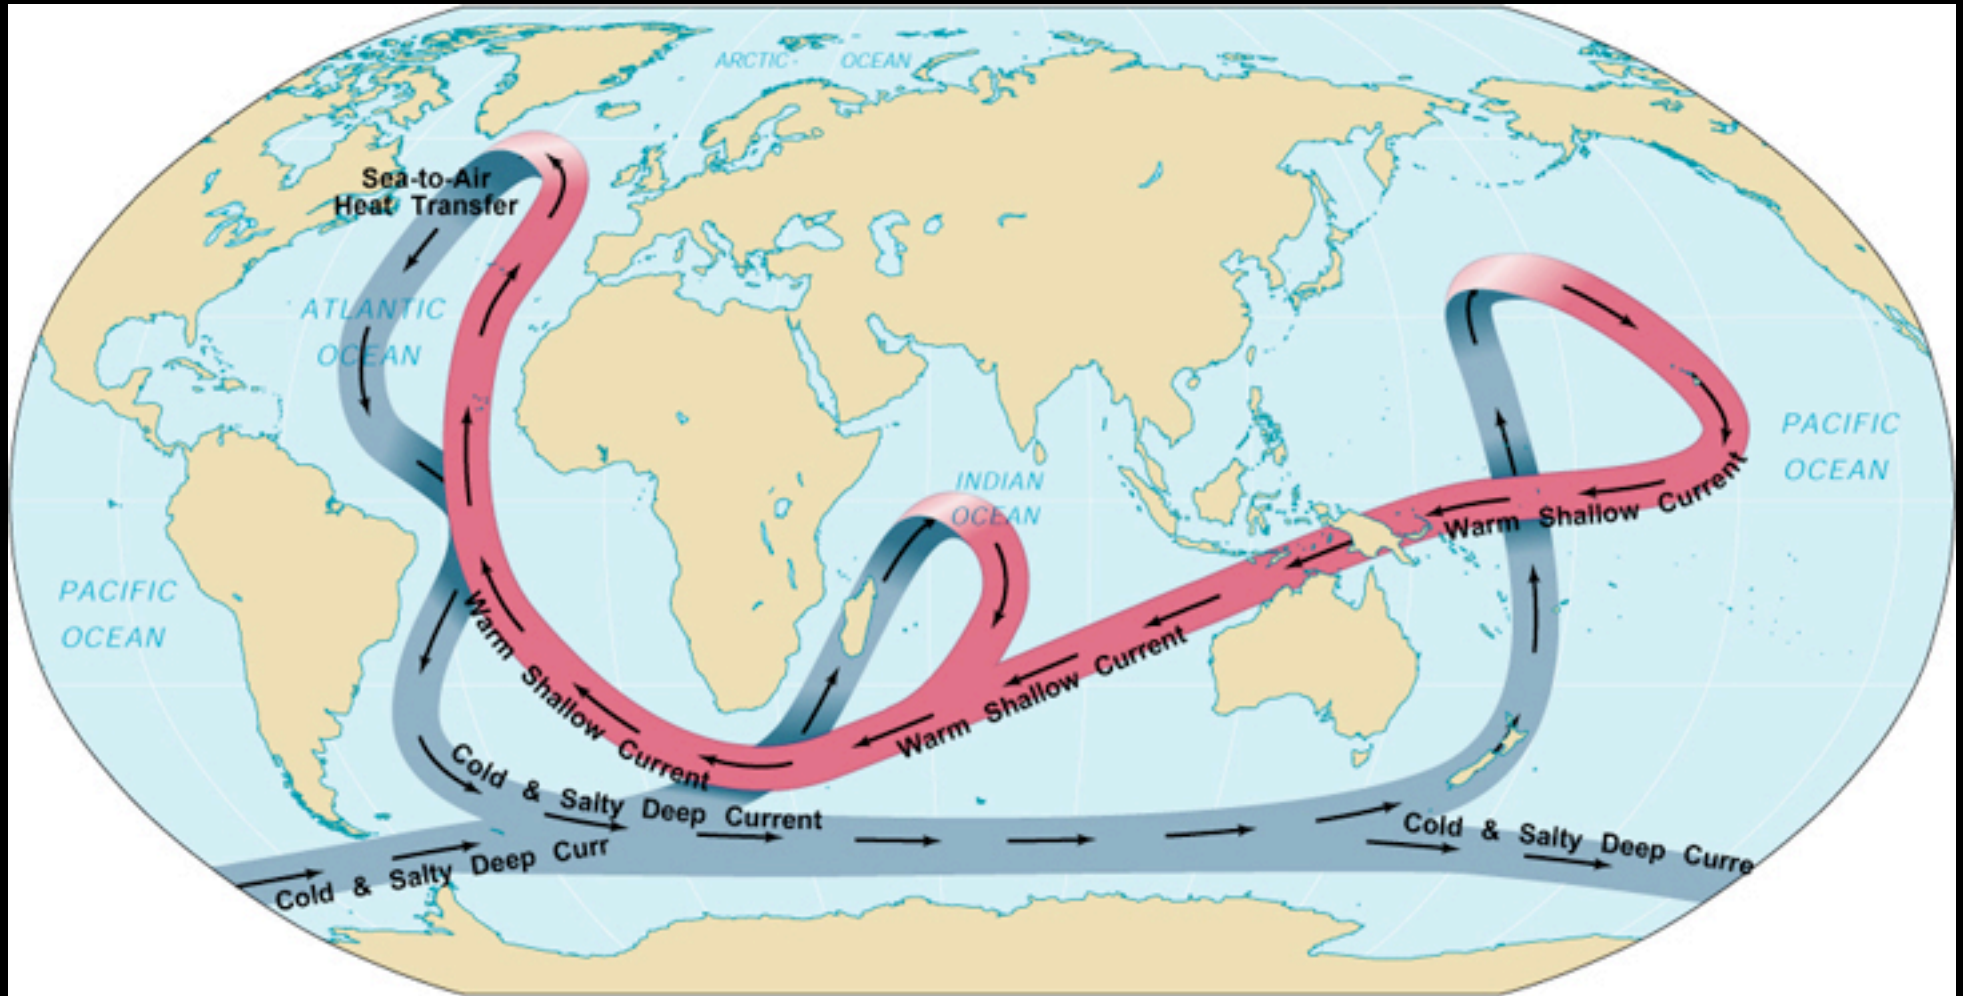 ARCTIC OCEAN
Sea-to-Air
Heat Transfer
ATLANTIC
OCEAN
PACIFIC
OCEAN
INDIAN
OCEAN
PACIFIC
OCEAN
Warm Shallow Current
Warm Shallow Current
Warm Shallow Current
Cold & Salty Deep Current
Cold & Salty Deep Curr
Cold & Salty Deep Curre